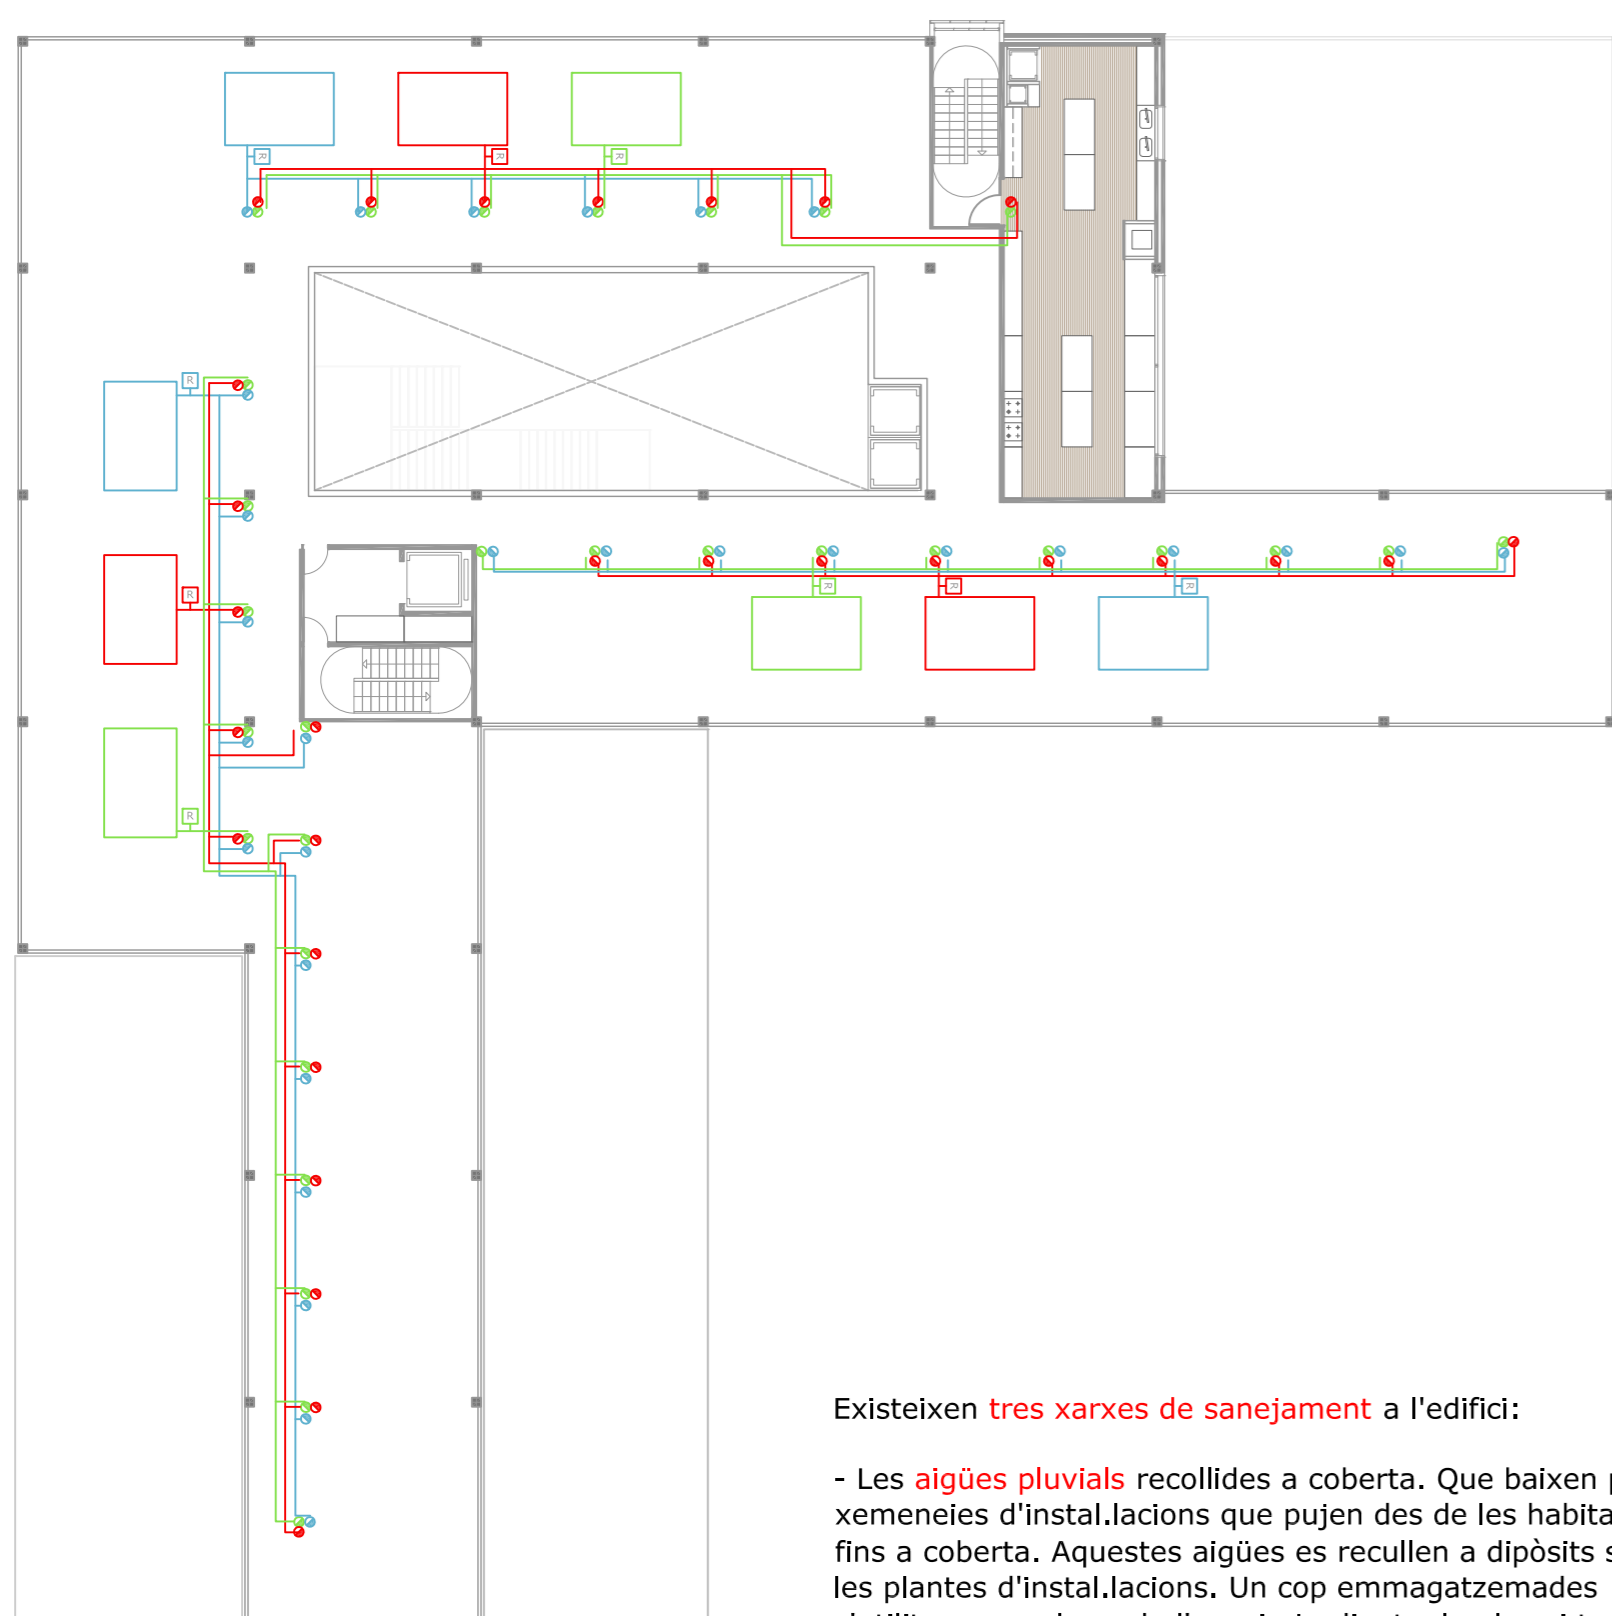 R
R
R
R
R
R
R
R
R
Existeixen tres xarxes de sanejament a l'edifici:
- Les aigües pluvials recollides a coberta. Que baixen
xemeneies d'instal.lacions que pujen des de les
fins a coberta. Aquestes aigües es recullen a dipòsits
les plantes d'instal.lacions. Un cop emmagatzemades